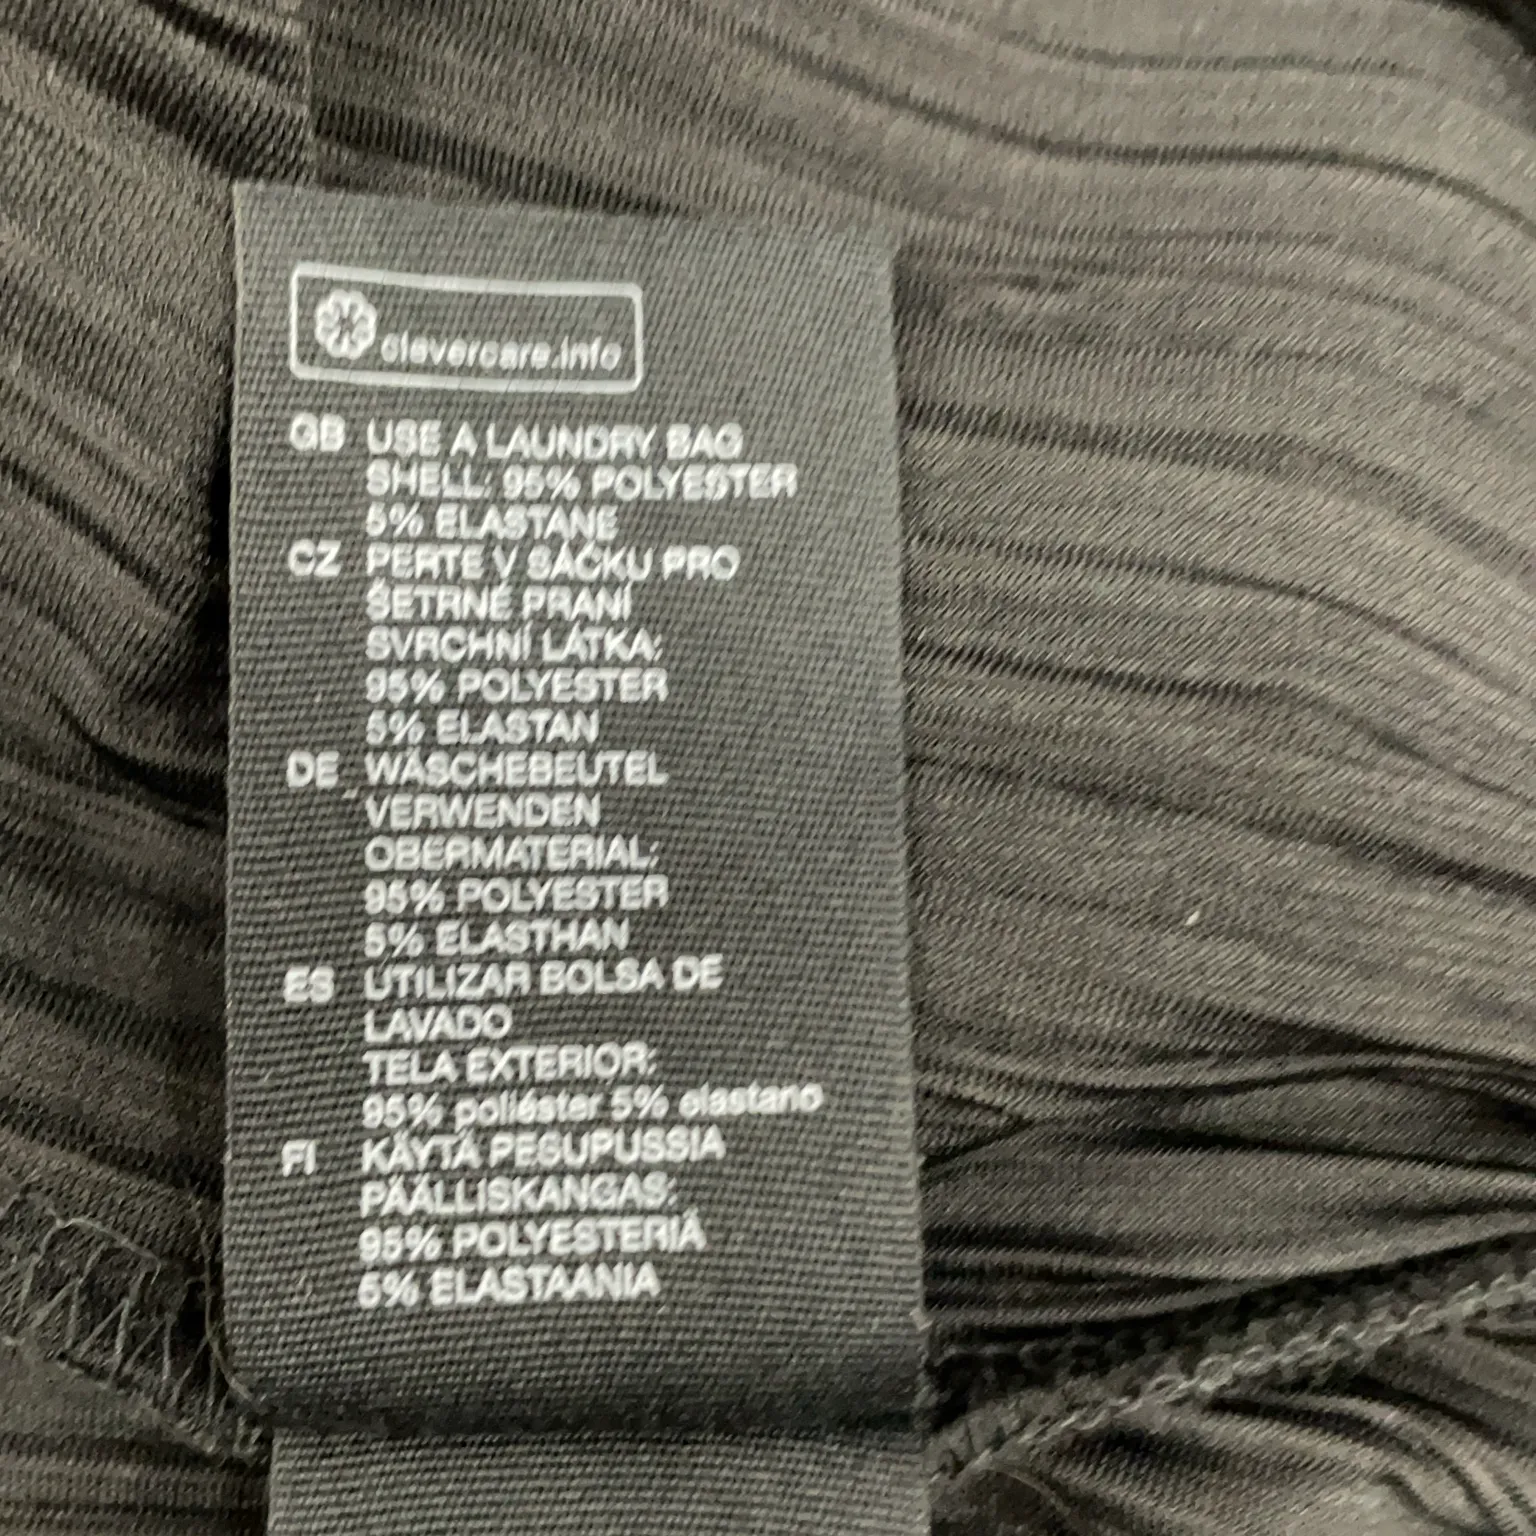 clevercare.info
GB USE A LAUNDRY BAG
SHELL: 95% POLYESTER
5% ELASTANE
CZ PERTE V SÁČKU PRO
ŠETRNÉ PRANÍ
SVRCHNÍ LÁTKA:
95% POLYESTER
5% ELASTAN
DE WÄSCHEBEUTEL
VERWENDEN
OBERMATERIAL:
95% POLYESTER
5% ELASTHAN
ES UTILIZAR BOLSA DE
LAVADO
TELA EXTERIOR:
95% poliéster 5% elastano
FI KÄYTÄ PESUPUSSIA
PÄÄLLISKANGAS:
95% POLYESTERIÄ
5% ELASTAANIA